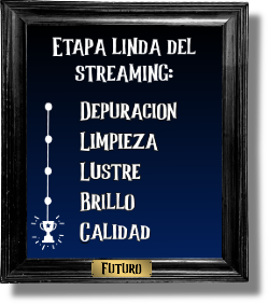 Etapa linda del
streaming:
Depuracion
Limpieza
Lustre
Brillo
Calidad
Futuro